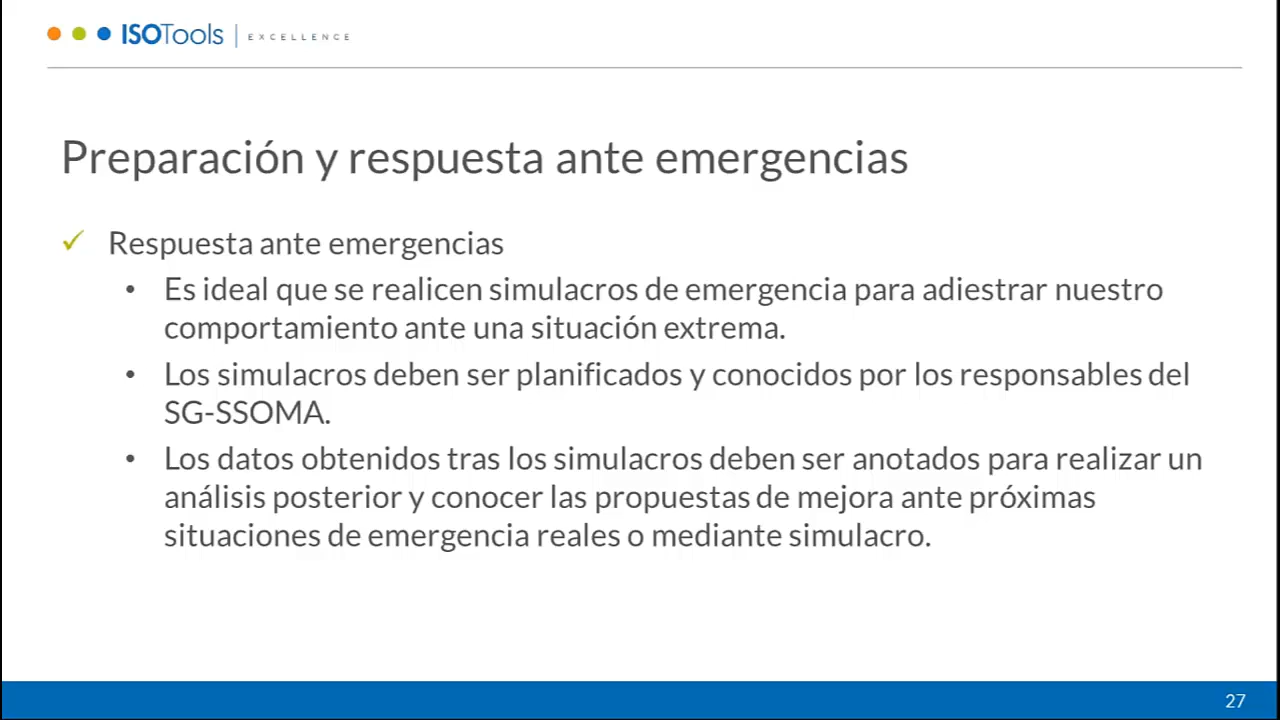 ISOTools | EXCELLENCE
Preparación y respuesta ante emergencias
✓ Respuesta ante emergencias
• Es ideal que se realicen simulacros de emergencia para adiestrar nuestro
comportamiento ante una situación extrema.
• Los simulacros deben ser planificados y conocidos por los responsables del
SG-SSOMA.
• Los datos obtenidos tras los simulacros deben ser anotados para realizar un
análisis posterior y conocer las propuestas de mejora ante próximas
situaciones de emergencia reales o mediante simulacro.
27